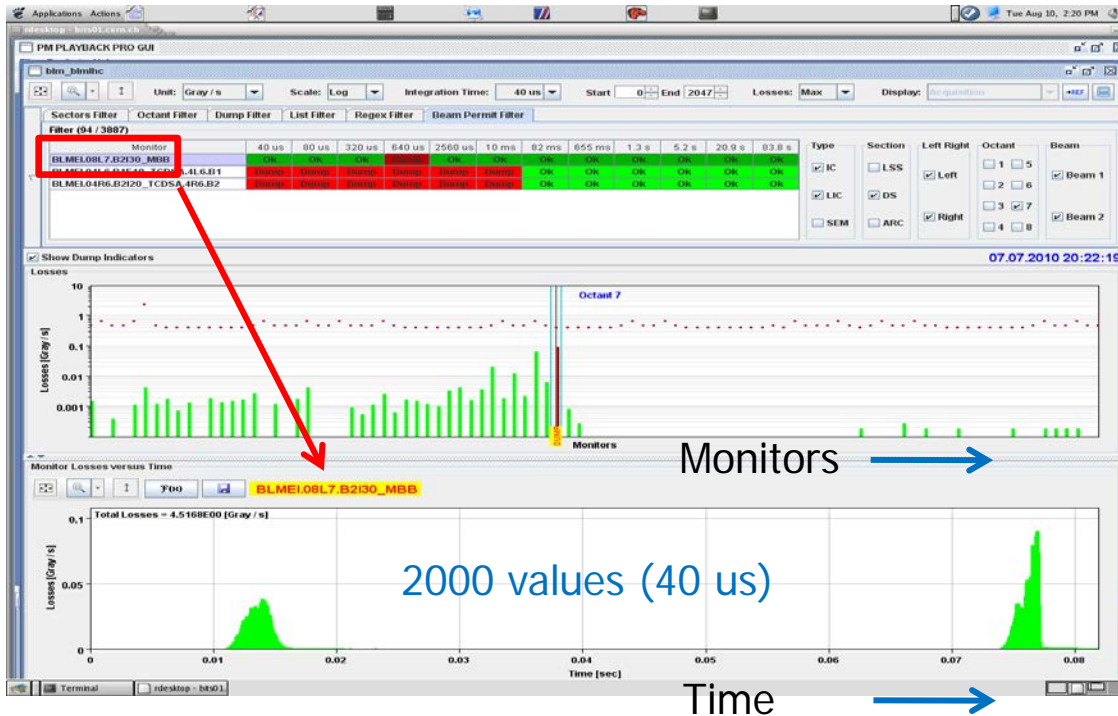 Applications Actions
Tue Aug 10, 2:20 PM
rdesktop - bits01.cern.ch
PM PLAYBACK PRO GUI
blm_blmlhc
Unit: Gray / s Scale: Log Integration Time: 40 us Start 0 End 2047 Losses: Max Display: Acquisition
Sectors Filter Octant Filter Dump Filter List Filter Regex Filter Beam Permit Filter
Filter (94 / 3887)
Monitor 40 us 80 us 320 us 640 us 2560 us 10 ms 82 ms 655 ms 1.3 s 5.2 s 20.9 s 83.8 s
BLMEI.08L7.B2I30_MBB Ok Ok Ok Dump Ok Ok Ok Ok Ok Ok Ok Ok
Dump Dump Dump Dump Dump Dump Ok Ok Ok Ok Ok Ok
BLMEI.04R6.B2I20_TCDSA.4R6.B2 Dump Dump Dump Dump Dump Dump Ok Ok Ok Ok Ok Ok
Type Section Left Right Octant Beam
IC LSS Left 1 5 Beam 1
LIC DS 2 6
SEM ARC Right 3 7 Beam 2
4 8
Show Dump Indicators
07.07.2010 20:22:19
Losses
Octant 7
Losses [Gray/s]
10
1
0.1
0.01
0.001
DUMP
Monitors
Monitors
Monitor Losses versus Time
F(x)
BLMEI.08L7.B2I30_MBB
Total Losses = 4.5168E00 [Gray / s]
Losses [Gray/s]
0.1
0.05
0
2000 values (40 us)
0 0.01 0.02 0.03 0.04 0.05 0.06 0.07 0.08
Time [sec]
Terminal
rdesktop - bits01.
Time